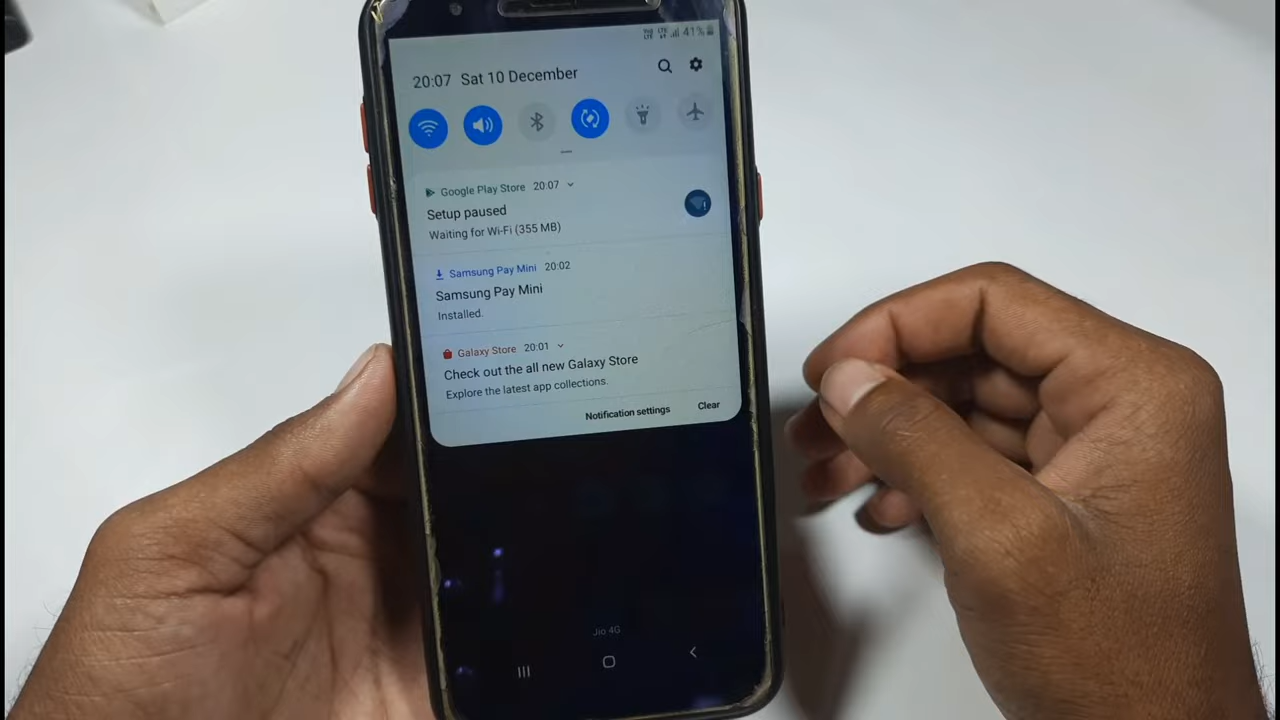 41%
20:07 Sat 10 December
Google Play Store 20:07
Setup paused
Waiting for Wi-Fi (355 MB)
Samsung Pay Mini 20:02
Samsung Pay Mini
Installed.
Galaxy Store 20:01
Check out the all new Galaxy Store
Explore the latest app collections.
Notification settings Clear
Jio 4G